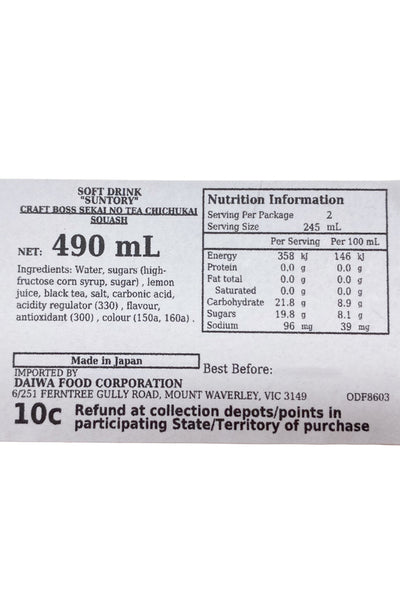 SOFT DRINK
"SUNTORY"
CRAFT BOSS SEKAI NO TEA CHICHUKAI
SQUASH
NET: 490 mL
Ingredients: Water, sugars (high-
fructose corn syrup, sugar) , lemon
juice, black tea, salt, carbonic acid,
acidity regulator (330) , flavour,
antioxidant (300) , colour (150a, 160a) .
Nutrition Information
Serving Per Package 2
Serving Size 245 mL
Per Serving Per 100 mL
Energy 358 kj 146 kj
Protein 0.0 g 0.0 g
Fat total 0.0 g 0.0 g
Saturated 0.0 g 0.0 g
Carbohydrate 21.8 g 8.9 g
Sugars 19.8 g 8.1 g
Sodium 96 mg 39 mg
Made in Japan
Best Before:
IMPORTED BY
DAIWA FOOD CORPORATION
6/251 FERNTREE GULLY ROAD, MOUNT WAVERLEY, VIC 3149 ODF8603
10c Refund at collection depots/points in
participating State/Territory of purchase